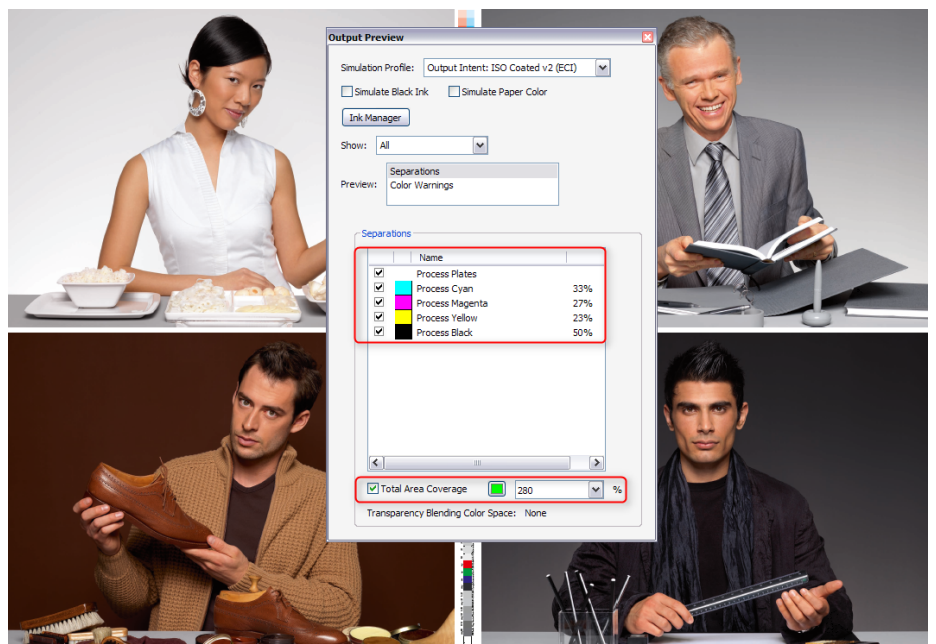 Output Preview
Simulation Profile: Output Intent: ISO Coated v2 (ECI)
Simulate Black Ink Simulate Paper Color
Ink Manager
Show: All
Preview: Separations
Color Warnings
Separations
Name
Process Plates
Process Cyan 33%
Process Magenta 27%
Process Yellow 23%
Process Black 50%
Total Area Coverage 280 %
Transparency Blending Color Space: None